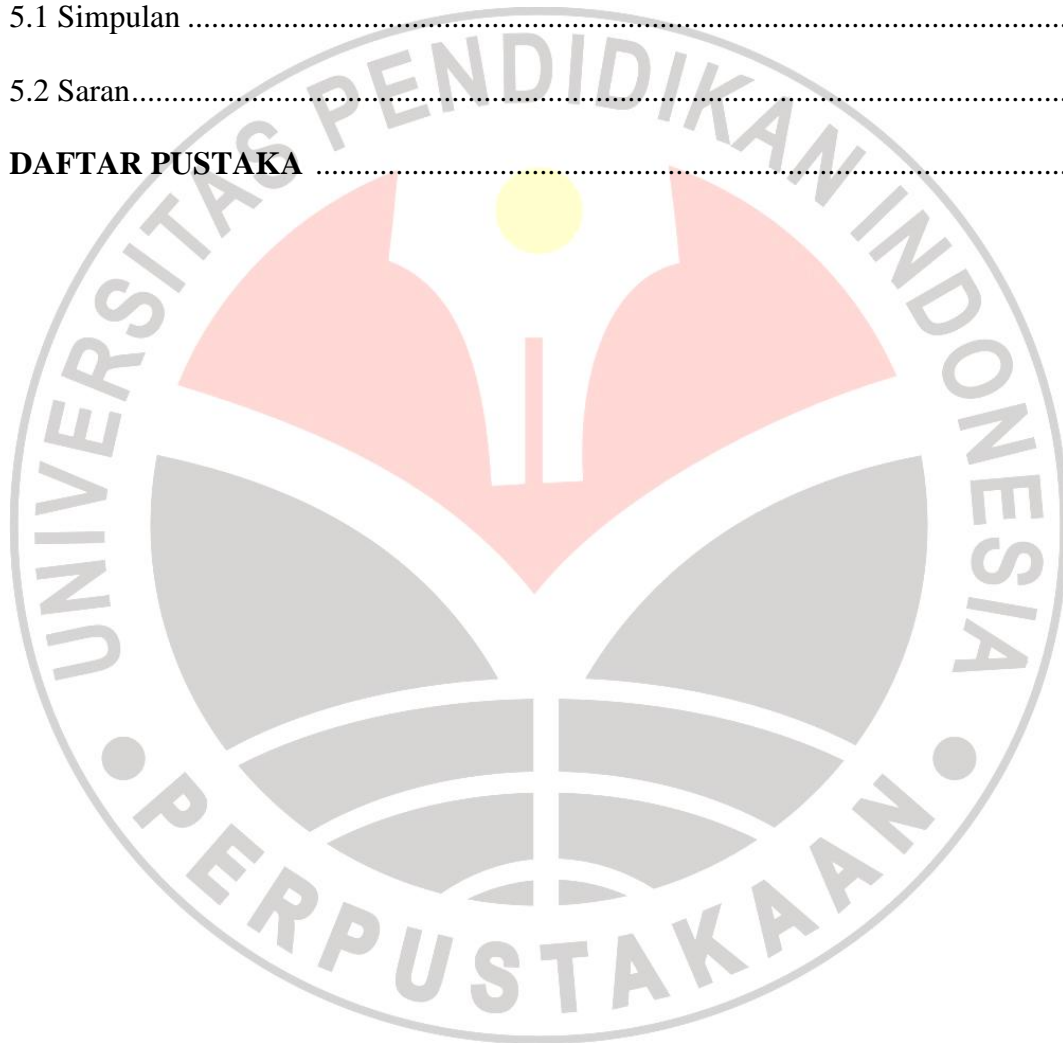 5.1 Simpulan ........................................................................................................
5.2 Saran...............................................................................................................
DAFTAR PUSTAKA ............................................................................................
UNIVERSITAS PENDIDIKAN INDONESIA
PERPUSTAKAAN